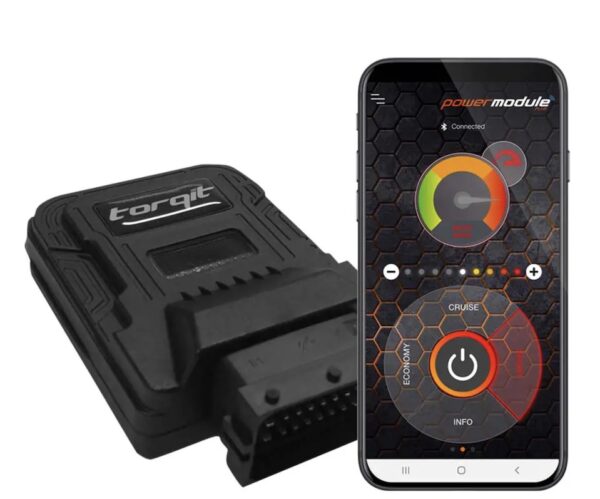 torqit
powermodule
Connected
CRUISE
ECONOMY
INFO